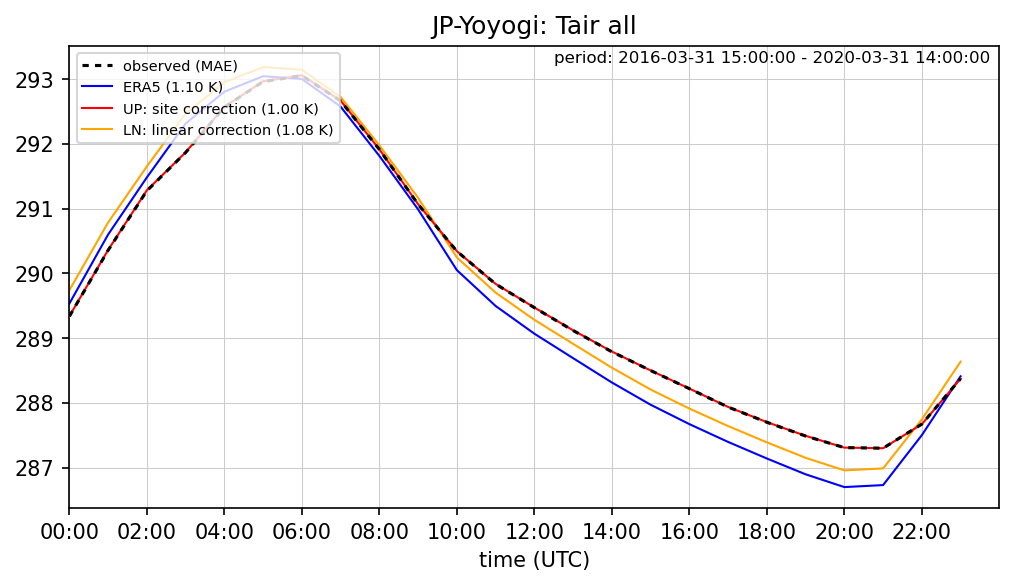 JP-Yoyogi: Tair all
period: 2016-03-31 15:00:00 - 2020-03-31 14:00:00
observed (MAE)
ERA5 (1.10 K)
UP: site correction (1.00 K)
LN: linear correction (1.08 K)
293
292
291
290
289
288
287
00:00 02:00 04:00 06:00 08:00 10:00 12:00 14:00 16:00 18:00 20:00 22:00
time (UTC)